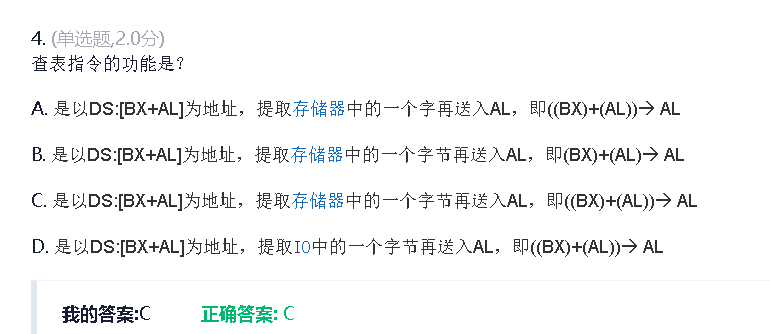 4. (单选题,2.0分)
查表指令的功能是?
A. 是以DS:[BX+AL]为地址，提取存储器中的一个字再送入AL，即((BX)+(AL))→ AL
B. 是以DS:[BX+AL]为地址，提取存储器中的一个字节再送入AL，即(BX)+(AL)→ AL
C. 是以DS:[BX+AL]为地址，提取存储器中的一个字节再送入AL，即((BX)+(AL))→ AL
D. 是以DS:[BX+AL]为地址，提取IO中的一个字节再送入AL，即((BX)+(AL))→ AL
我的答案:C 正确答案: C